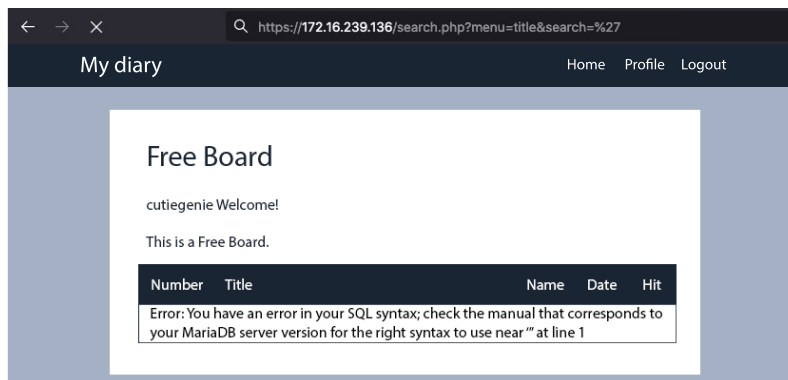 https://172.16.239.136/search.php?menu=title&search=%27
My diary Home Profile Logout
Free Board
cutiegenie Welcome!
This is a Free Board.
Number Title Name Date Hit
Error: You have an error in your SQL syntax; check the manual that corresponds to
your MariaDB server version for the right syntax to use near ‘'’ at line 1